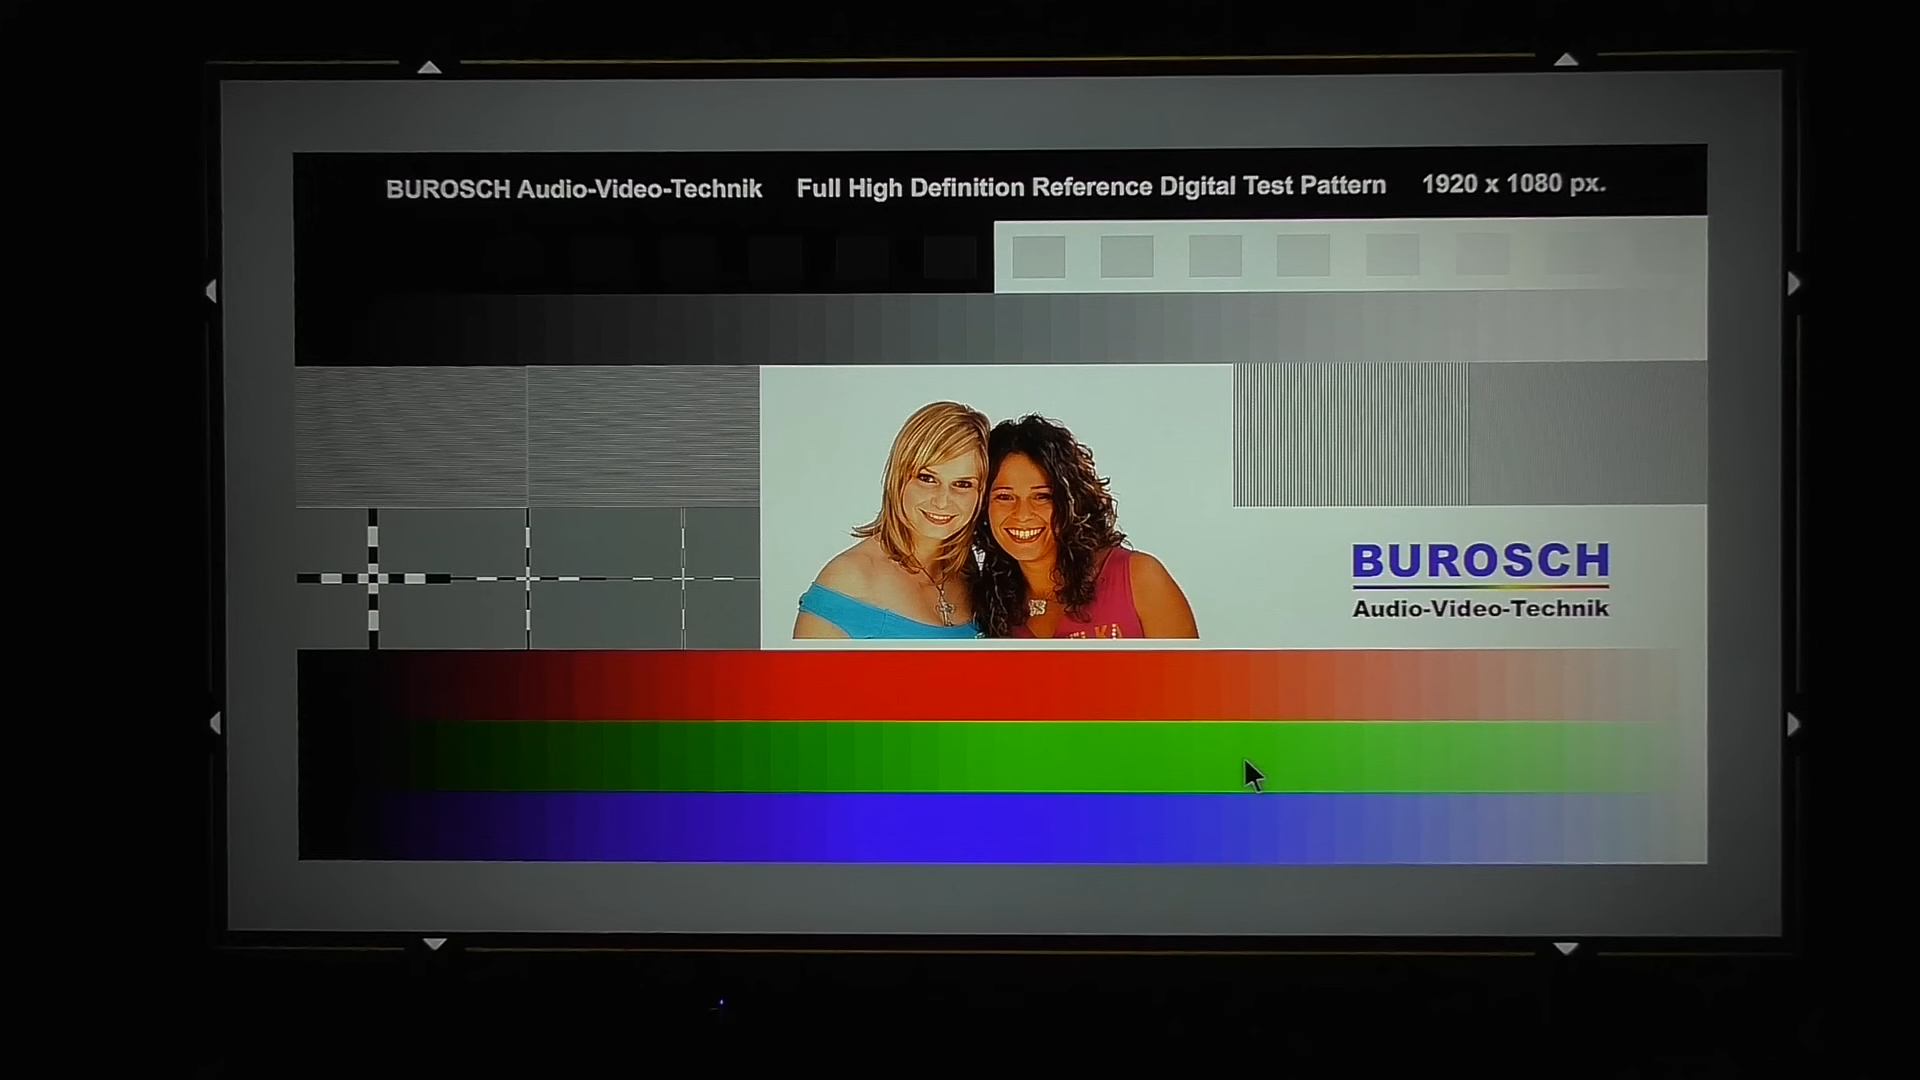 BUROSCH Audio-Video-Technik Full High Definition Reference Digital Test Pattern 1920 x 1080 px.
BUROSCH
Audio-Video-Technik